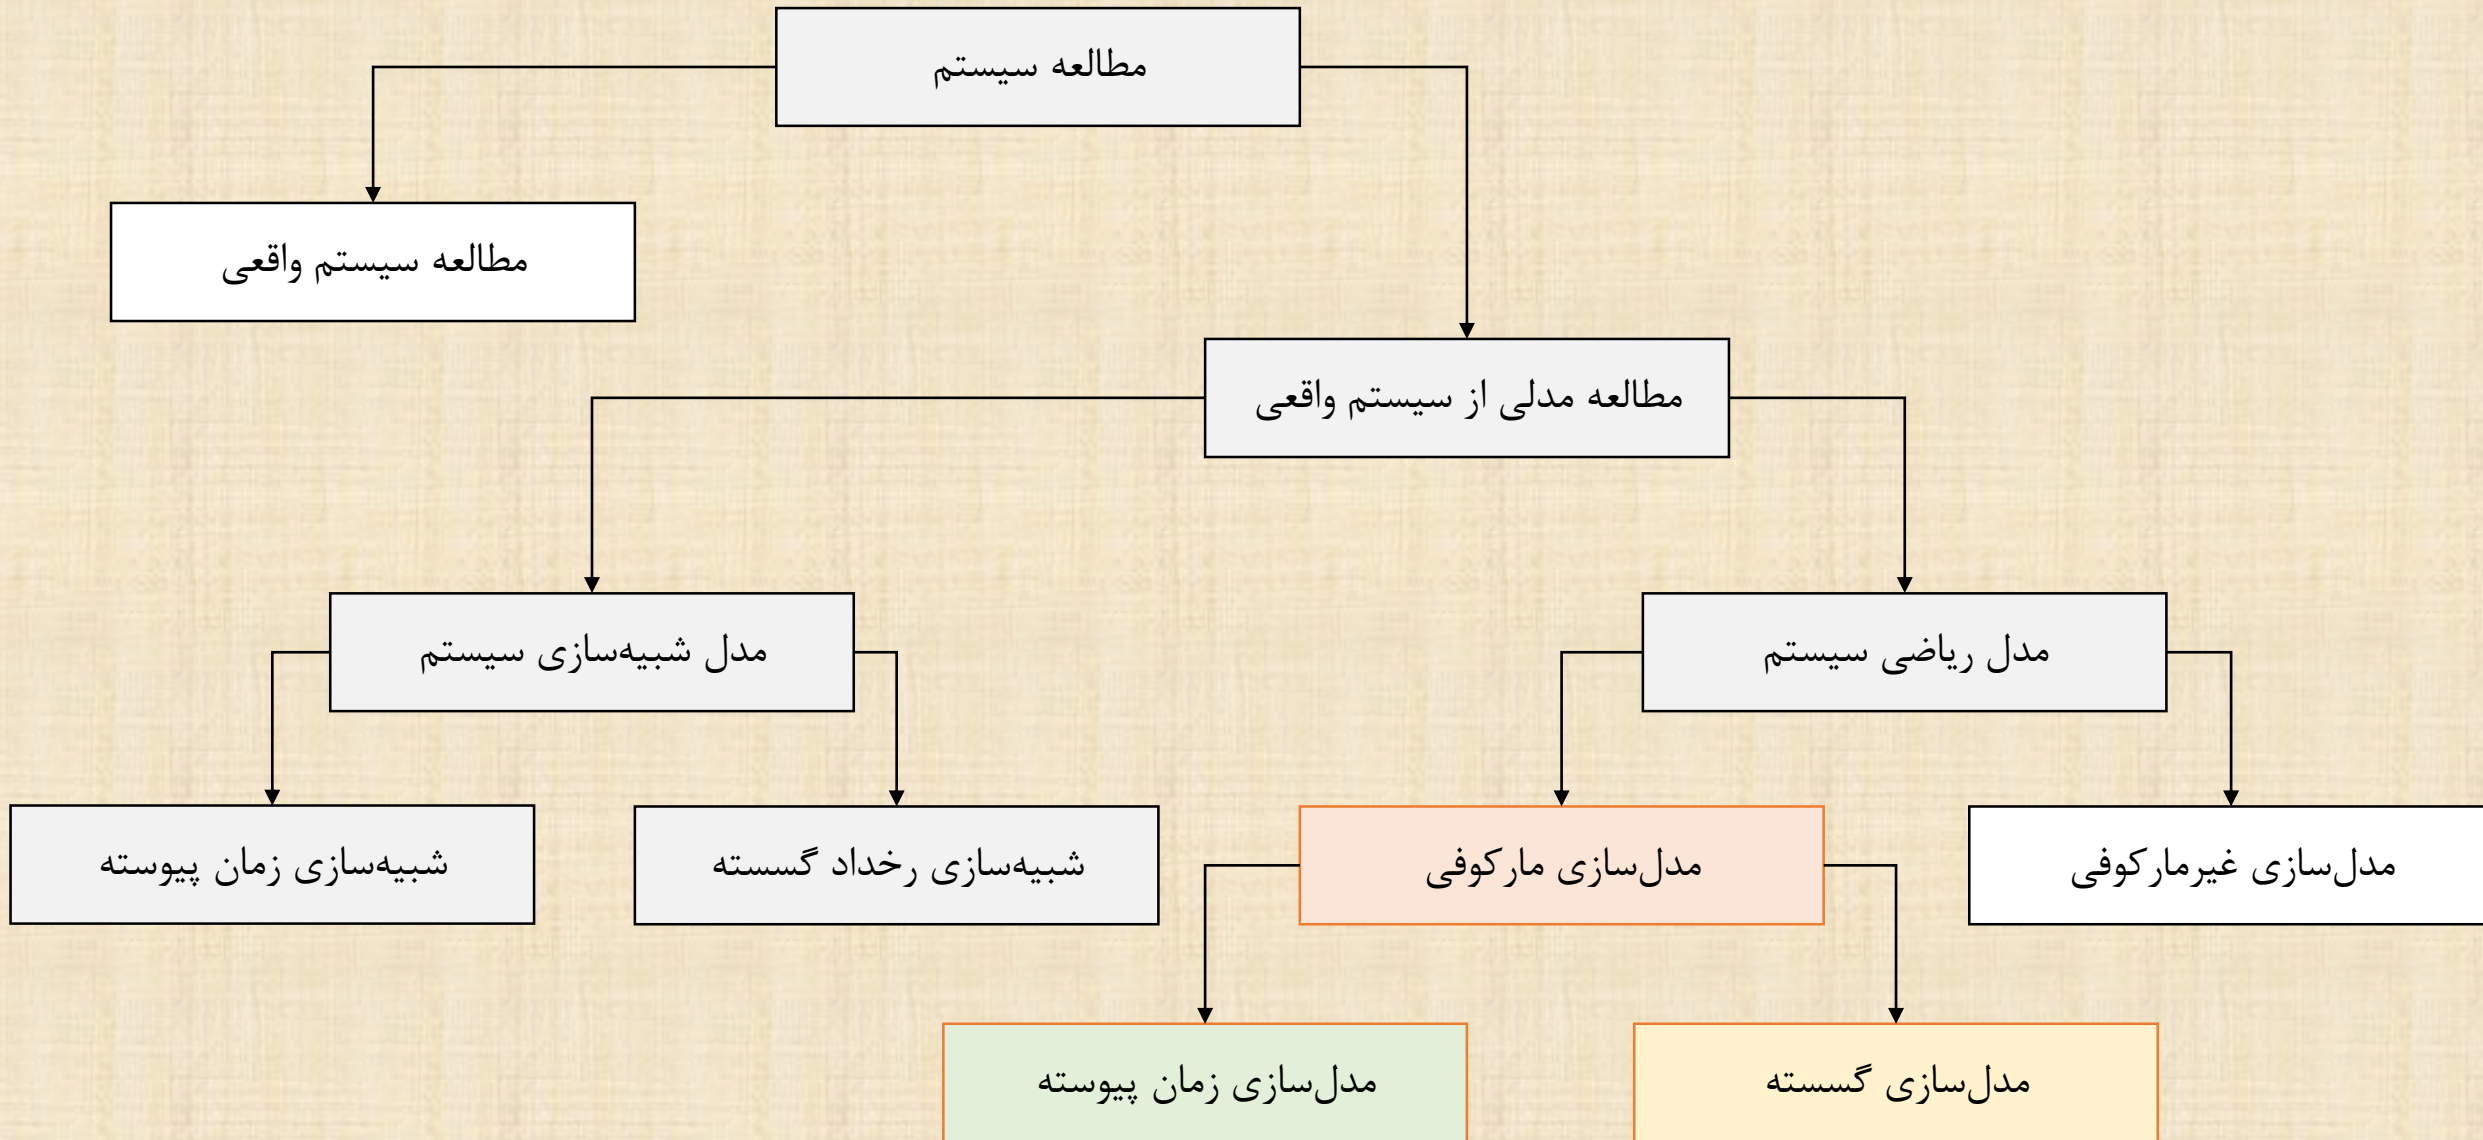 مطالعه سیستم
مطالعه سیستم واقعی
مطالعه مدلی از سیستم واقعی
مدل ریاضی سیستم
مدل شبیه‌سازی سیستم
مدل‌سازی غیرمارکوفی
مدل‌سازی مارکوفی
شبیه‌سازی رخداد گسسته
شبیه‌سازی زمان پیوسته
مدل‌سازی گسسته
مدل‌سازی زمان پیوسته